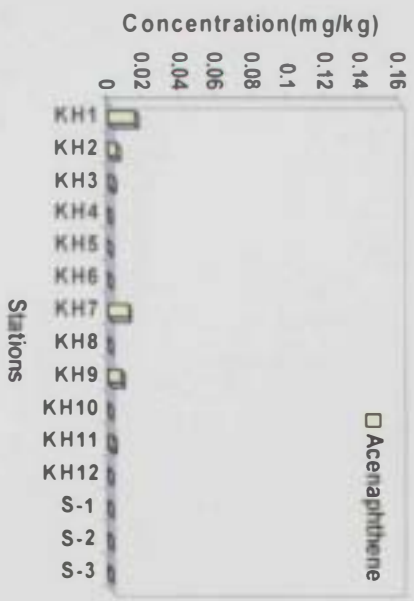 Concentration(mg/kg)
0
0.02
0.04
0.06
0.08
0.1
0.12
0.14
0.16
Acenaphthene
KH1
KH2
KH3
KH4
KH5
KH6
KH7
KH8
KH9
KH10
KH11
KH12
S-1
S-2
S-3
Stations